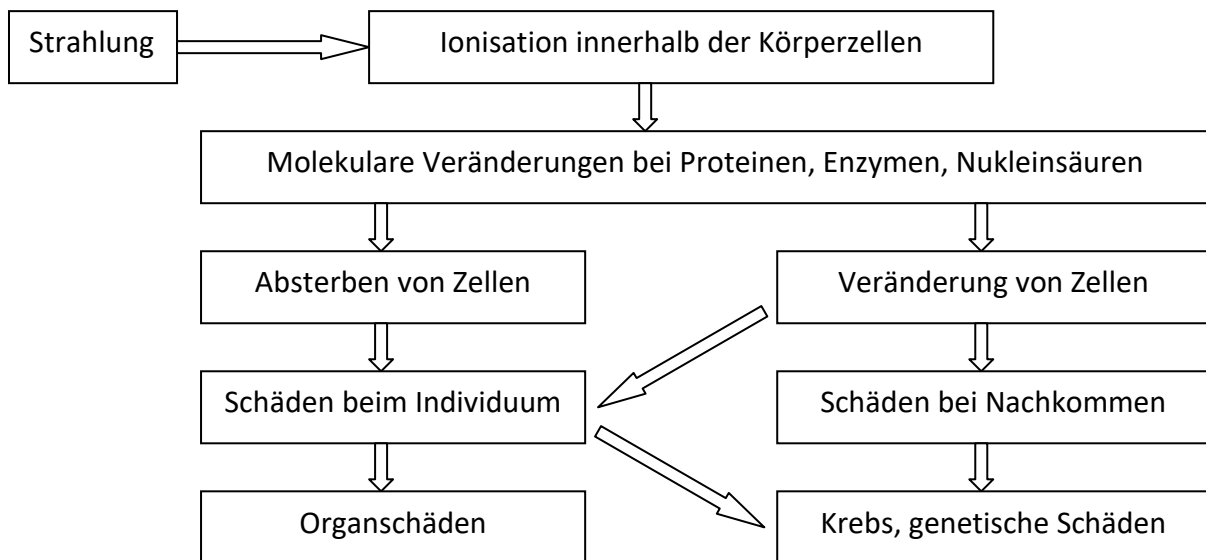 Strahlung
Ionisation innerhalb der Körperzellen
Molekulare Veränderungen bei Proteinen, Enzymen, Nukleinsäuren
Absterben von Zellen
Veränderung von Zellen
Schäden beim Individuum
Schäden bei Nachkommen
Organschäden
Krebs, genetische Schäden